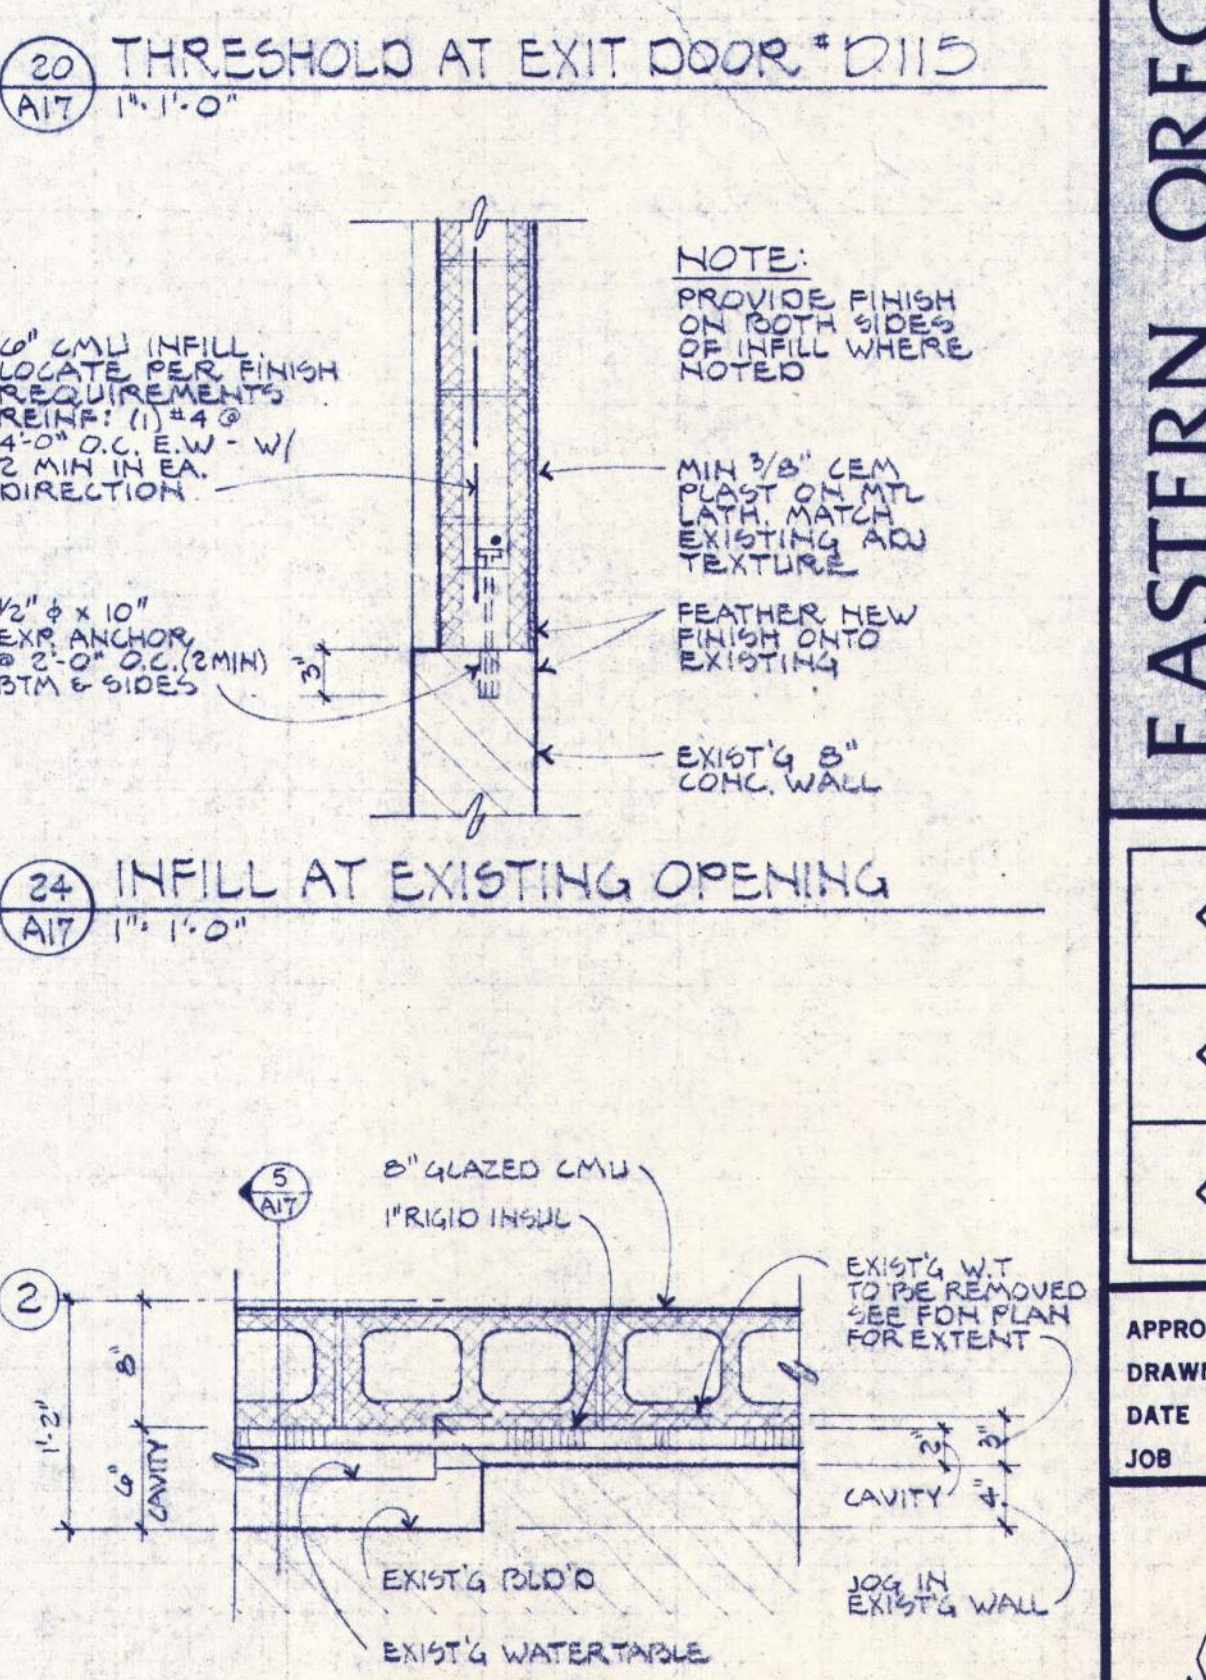 20
A17
THRESHOLD AT EXIT DOOR #D115
1"=1'-0"
6" CMU INFILL.
LOCATE PER FINISH
REQUIREMENTS
REINF: (1) #4 @
4'-0" O.C. E.W - W/
2 MIN IN EA.
DIRECTION
1/2" ϕ x 10"
EXP. ANCHOR
@ 2'-0" O.C. (2 MIN)
BTM & SIDES
3"
NOTE:
PROVIDE FINISH
ON BOTH SIDES
OF INFILL WHERE
NOTED
MIN 3/8" CEM
PLAST ON MTL
LATH. MATCH
EXISTING ADJ
TEXTURE
FEATHER NEW
FINISH ONTO
EXISTING
EXIST'G 8"
CONC. WALL
24
A17
INFILL AT EXISTING OPENING
1"=1'-0"
5
A17
8" GLAZED CMU
1" RIGID INSUL
EXIST'G W.T
TO BE REMOVED
SEE FDN PLAN
FOR EXTENT
2
1'-2"
8"
6"
CAVITY
2"
3"
CAVITY
4"
EXIST'G BLD'D
EXIST'G WATER TABLE
JOG IN
EXIST'G WALL
EASTERN
APPRO
DRAW
DATE
JOB